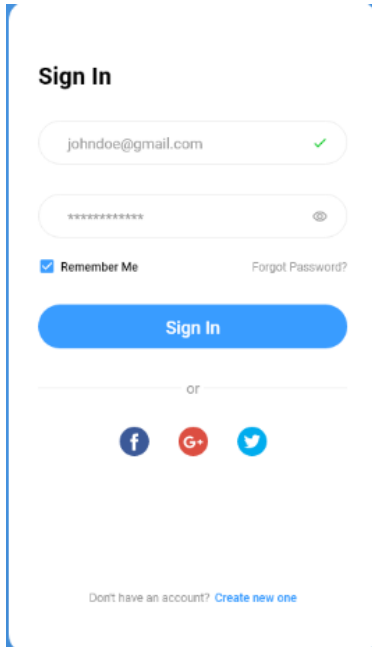 Sign In
johndoe@gmail.com
************
Remember Me Forgot Password?
Sign In
or
f G+
Don't have an account? Create new one